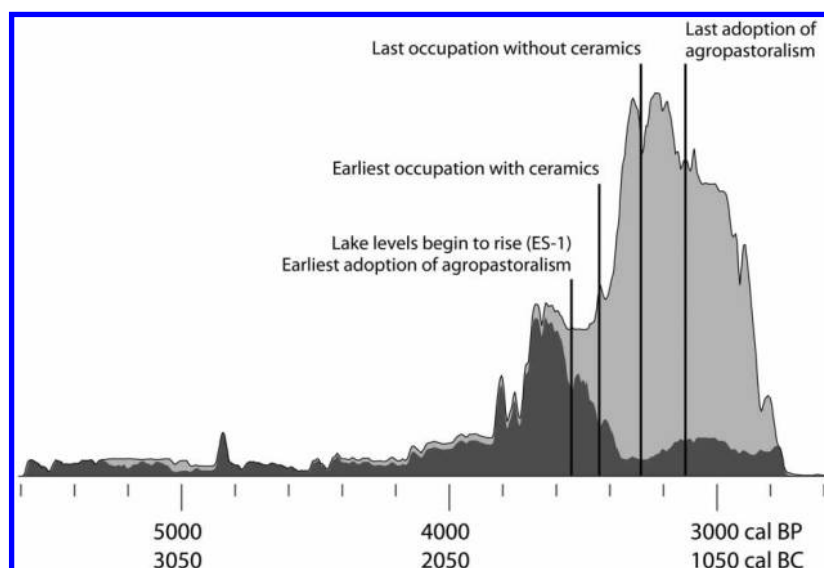 Last adoption of
agropastoralism
Last occupation without ceramics
Earliest occupation with ceramics
Lake levels begin to rise (ES-1)
Earliest adoption of agropastoralism
5000
4000
3000 cal BP
3050
2050
1050 cal BC